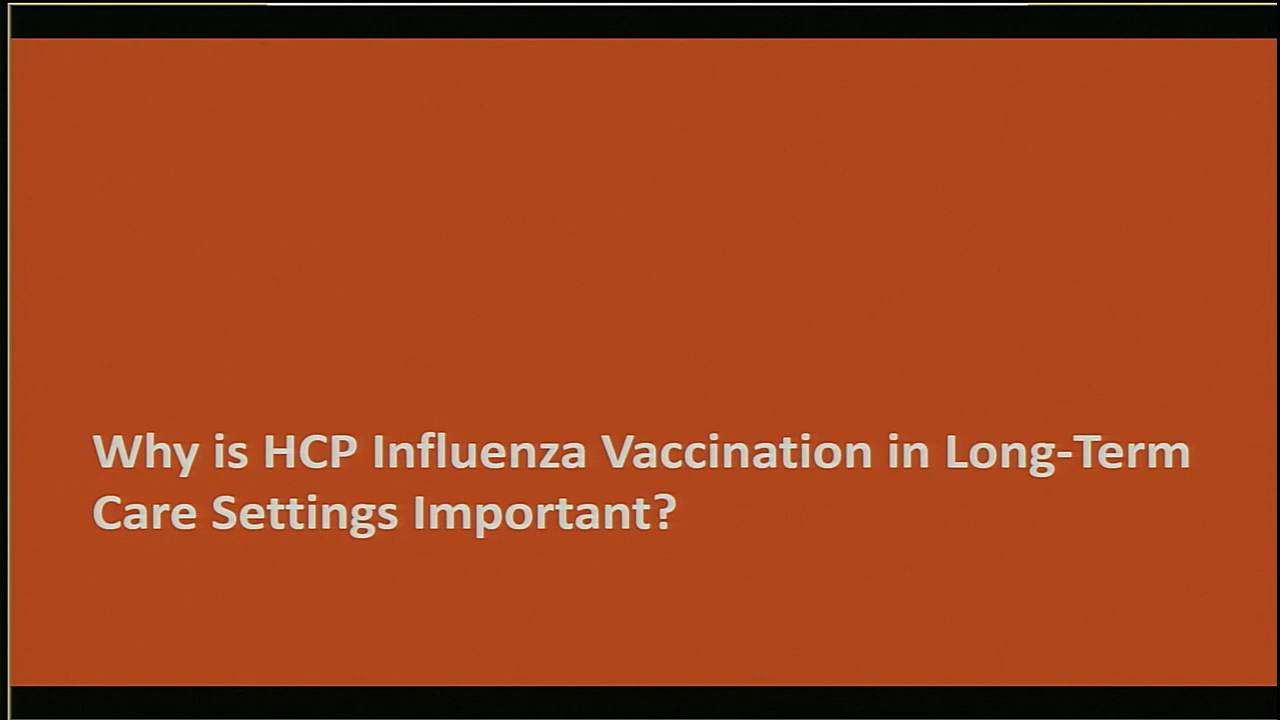 Why is HCP Influenza Vaccination in Long-Term
Care Settings Important?